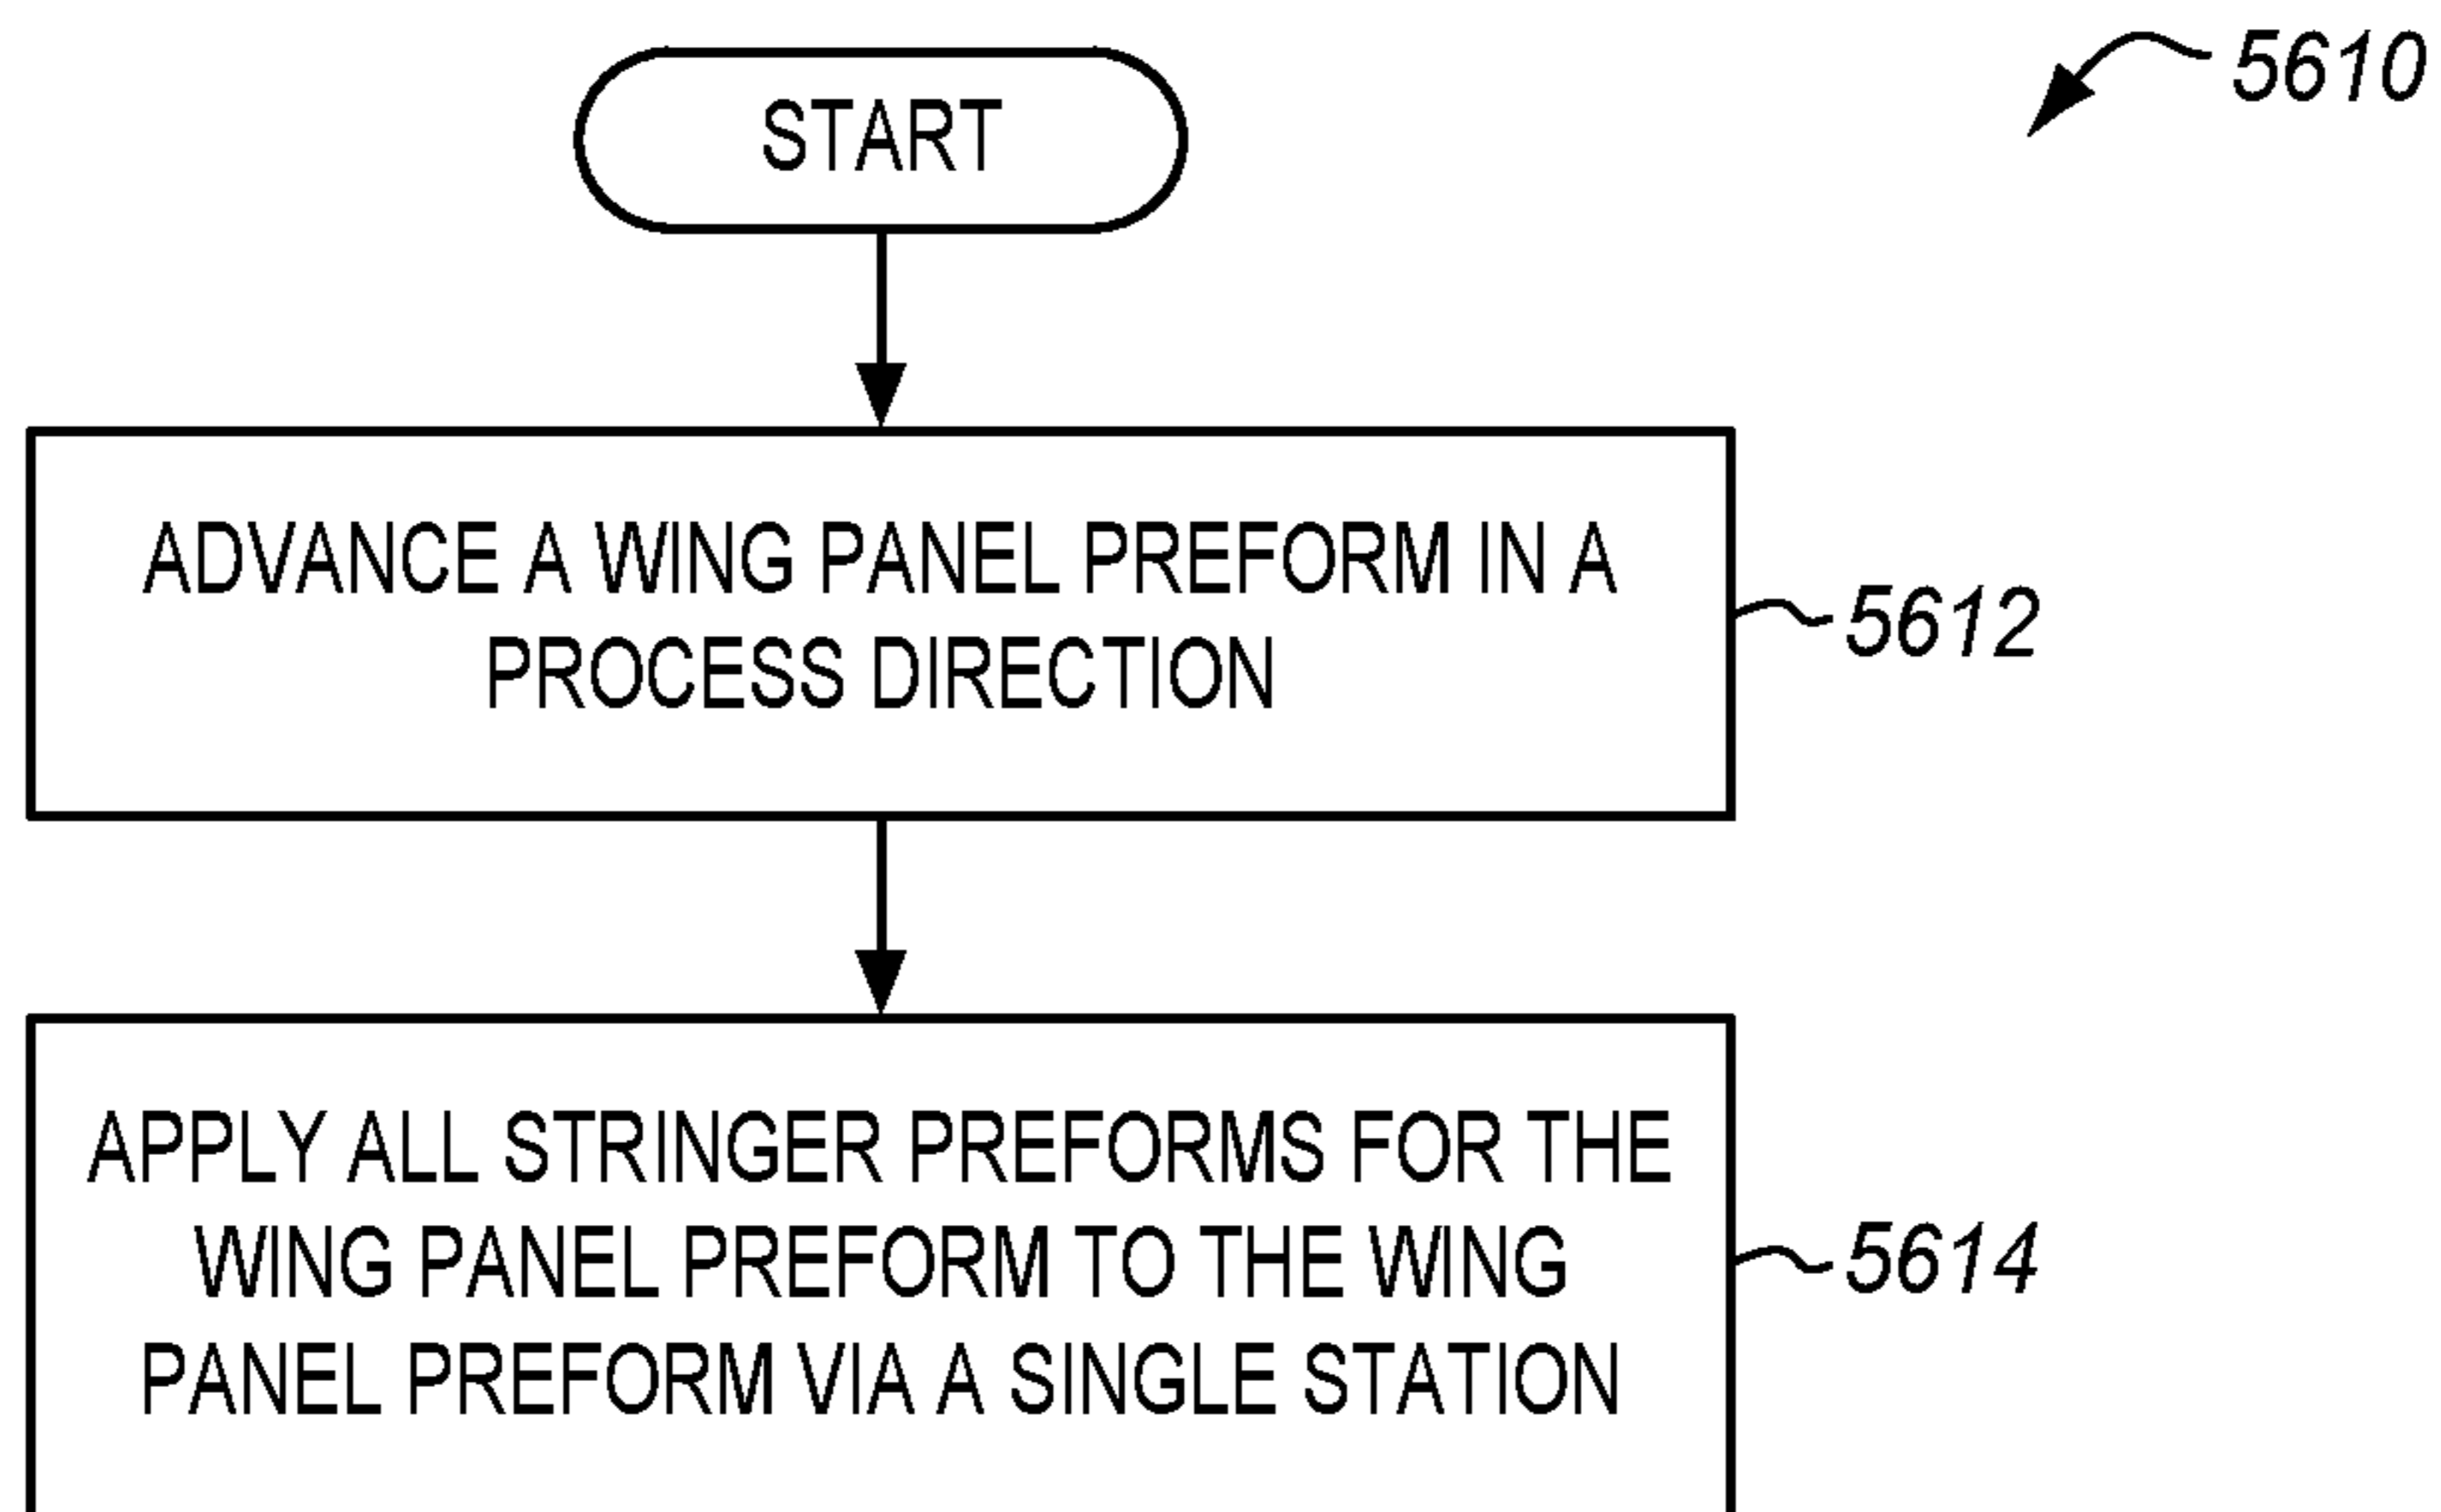 START
5610
ADVANCE A WING PANEL PREFORM IN A
PROCESS DIRECTION
5612
APPLY ALL STRINGER PREFORMS FOR THE
WING PANEL PREFORM TO THE WING
PANEL PREFORM VIA A SINGLE STATION
5614